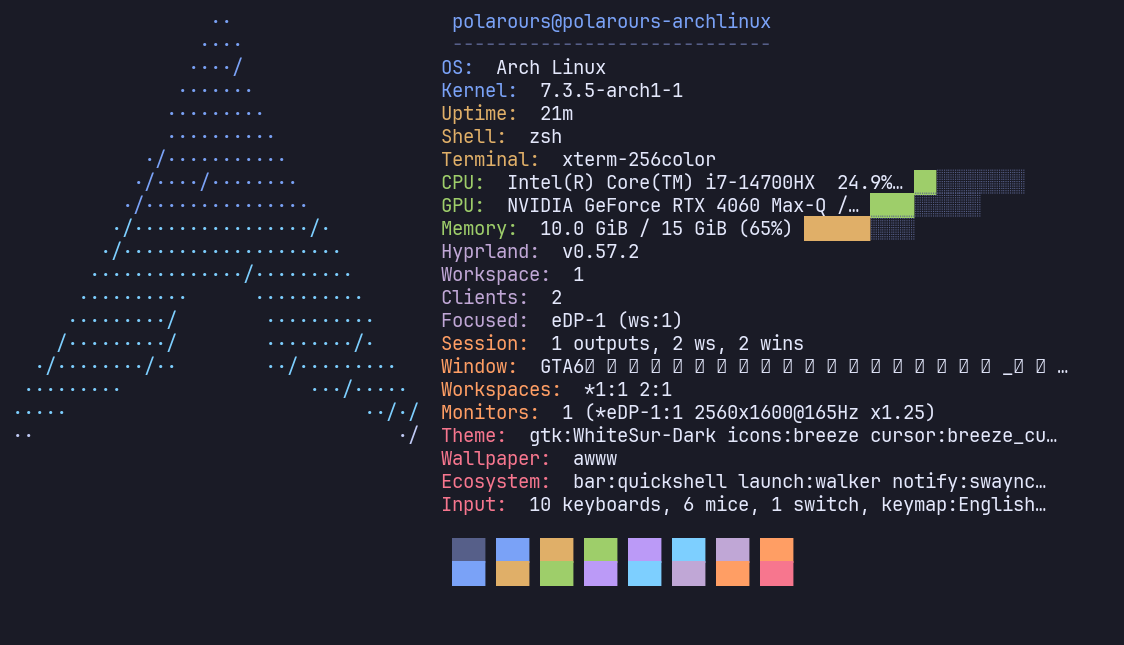 polarours@polarours-archlinux
-----------------------------
OS: Arch Linux
Kernel: 7.3.5-arch1-1
Uptime: 21m
Shell: zsh
Terminal: xterm-256color
CPU: Intel(R) Core(TM) i7-14700HX 24.9%…
GPU: NVIDIA GeForce RTX 4060 Max-Q /…
Memory: 10.0 GiB / 15 GiB (65%)
Hyprland: v0.57.2
Workspace: 1
Clients: 2
Focused: eDP-1 (ws:1)
Session: 1 outputs, 2 ws, 2 wins
Window: GTA6 _ …
Workspaces: *1:1 2:1
Monitors: 1 (*eDP-1:1 2560x1600@165Hz x1.25)
Theme: gtk:WhiteSur-Dark icons:breeze cursor:breeze_cu…
Wallpaper: awww
Ecosystem: bar:quickshell launch:walker notify:swaync…
Input: 10 keyboards, 6 mice, 1 switch, keymap:English…